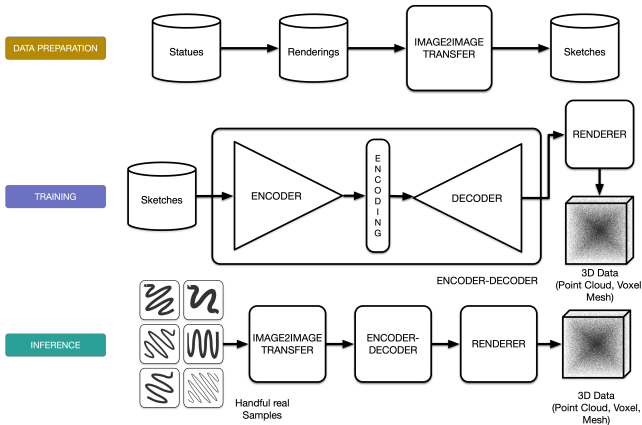 DATA PREPARATION
Statues
Renderings
IMAGE2IMAGE
TRANSFER
Sketches
TRAINING
Sketches
ENCODER
ENCODING
DECODER
RENDERER
ENCODER-DECODER
3D Data
(Point Cloud, Voxel
Mesh)
INFERENCE
IMAGE2IMAGE
TRANSFER
ENCODER-
DECODER
RENDERER
Handful real
Samples
3D Data
(Point Cloud, Voxel,
Mesh)